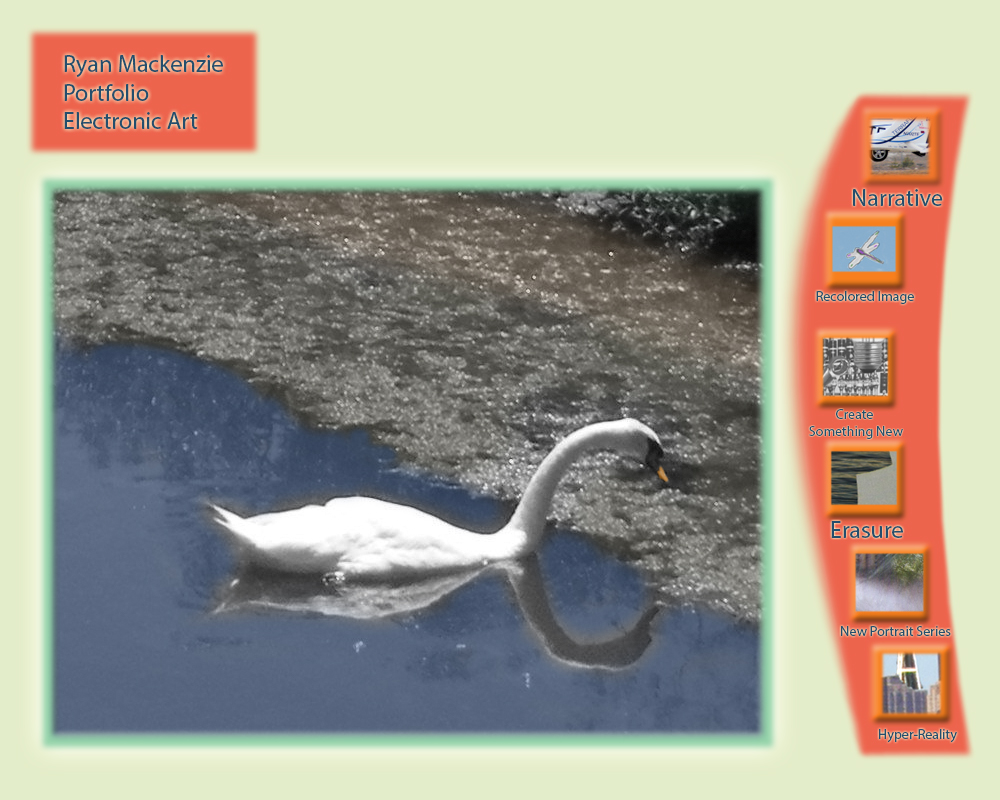 Ryan Mackenzie
Portfolio
Electronic Art
Narrative
Recolored Image
Create
Something New
Erasure
New Portrait Series
Hyper-Reality